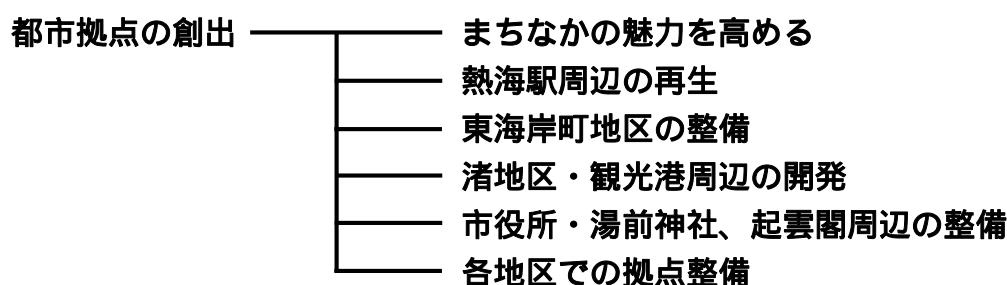 都市拠点の創出
まちなかの魅力を高める
熱海駅周辺の再生
東海岸町地区の整備
渚地区・観光港周辺の開発
市役所・湯前神社、起雲閣周辺の整備
各地区での拠点整備